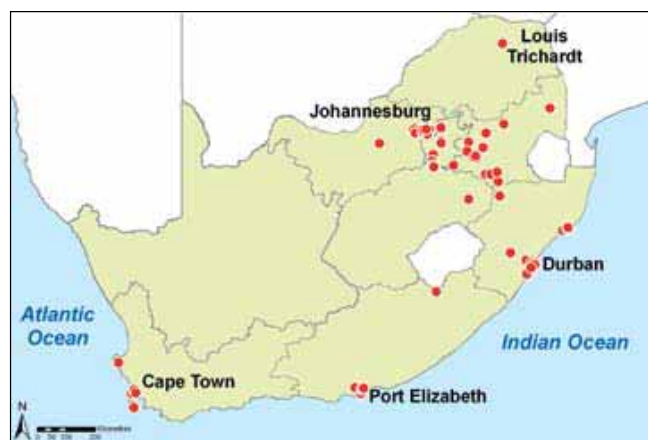 Louis
Trichardt
Johannesburg
Durban
Atlantic
Ocean
Indian Ocean
Cape Town
Port Elizabeth
N